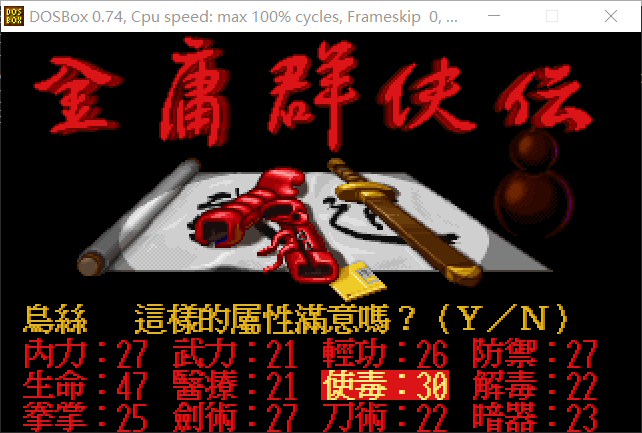 DOSBox 0.74, Cpu speed: max 100% cycles, Frameskip  0, ...
金庸群侠伝
烏絲   這樣的屬性滿意嗎？（Ｙ／Ｎ）
內力：27 武力：21 輕功：26 防禦：27
生命：47 醫療：21 使毒：30 解毒：22
拳掌：25 劍術：27 刀術：22 暗器：23